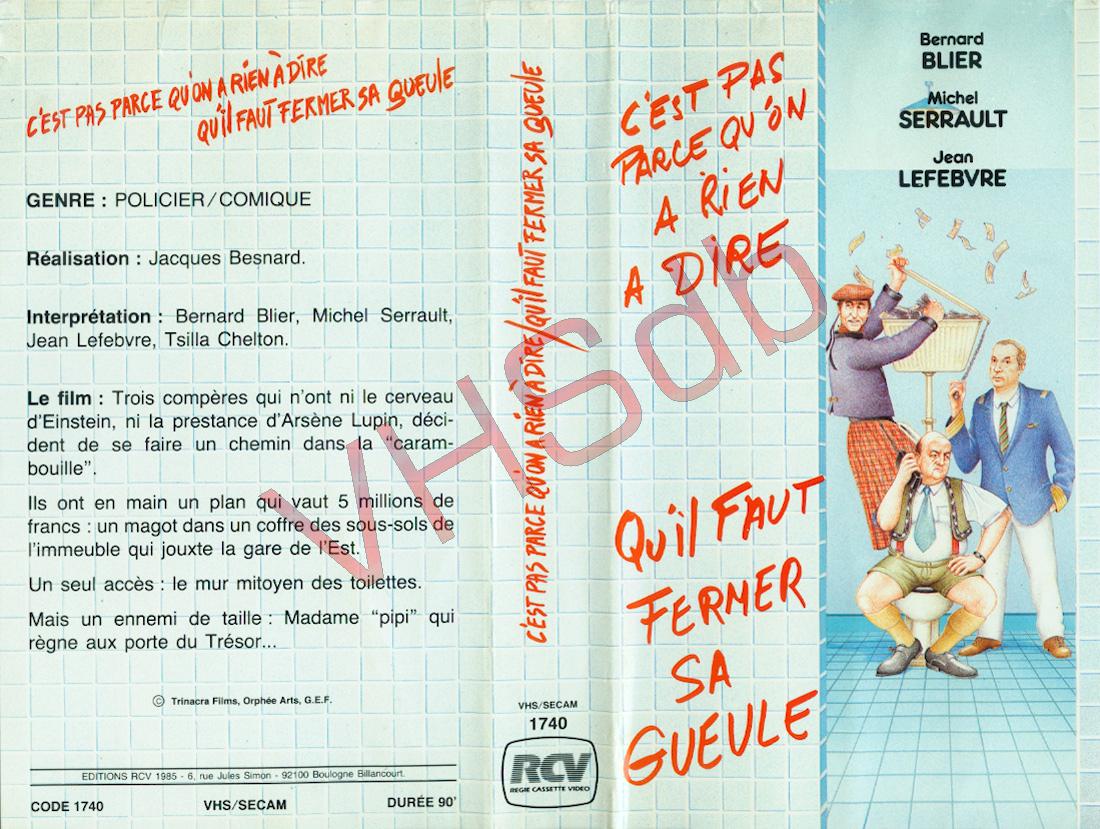 C'EST PAS PARCE QU'ON A RIEN À DIRE
QU'IL FAUT FERMER SA GUEULE
GENRE : POLICIER/COMIQUE
Réalisation : Jacques Besnard.
Interprétation : Bernard Blier, Michel Serrault,
Jean Lefebvre, Tsilla Chelton.
Le film : Trois compères qui n'ont ni le cerveau
d'Einstein, ni la prestance d'Arsène Lupin, déci-
dent de se faire un chemin dans la "caram-
bouille".
Ils ont en main un plan qui vaut 5 millions de
francs : un magot dans un coffre des sous-sols de
l'immeuble qui jouxte la gare de l'Est.
Un seul accès : le mur mitoyen des toilettes.
Mais un ennemi de taille : Madame "pipi" qui
règne aux porte du Trésor...
© Trinacra Films, Orphée Arts, G.E.F.
EDITIONS RCV 1985 - 6, rue Jules Simon - 92100 Boulogne Billancourt.
CODE 1740 VHS/SECAM DURÉE 90'
C'EST PAS PARCE QU'ON A RIEN À DIRE/QU'IL FAUT FERMER SA GUEULE
VHS/SECAM
1740
RCV
REGIE CASSETTE VIDEO
C'EST PAS
PARCE QU'ON
A RIEN
A DIRE
QU'IL FAUT
FERMER
SA
GUEULE
Bernard
BLIER
Michel
SERRAULT
Jean
LEFEBVRE
VHSdb